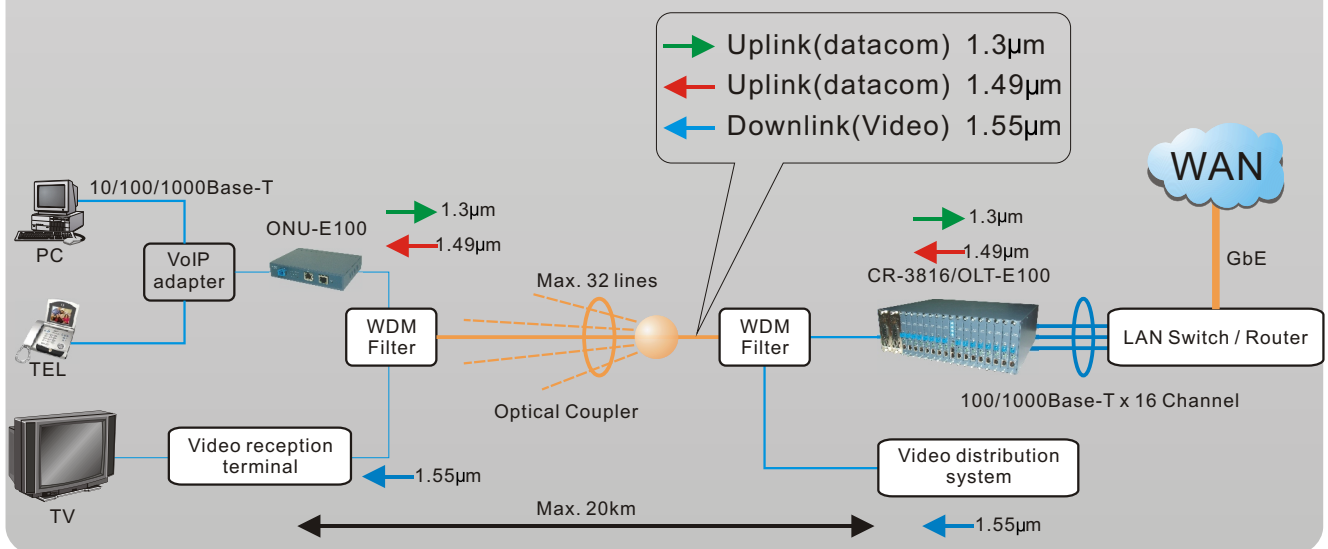 Uplink(datacom) 1.3µm
Uplink(datacom) 1.49µm
Downlink(Video) 1.55µm
WAN
10/100/1000Base-T
PC
ONU-E100
1.3µm
1.49µm
VoIP
adapter
TEL
WDM
Filter
Max. 32 lines
Optical Coupler
WDM
Filter
1.3µm
1.49µm
CR-3816/OLT-E100
GbE
LAN Switch / Router
100/1000Base-T x 16 Channel
Video reception
terminal
1.55µm
TV
Video distribution
system
Max. 20km
1.55µm